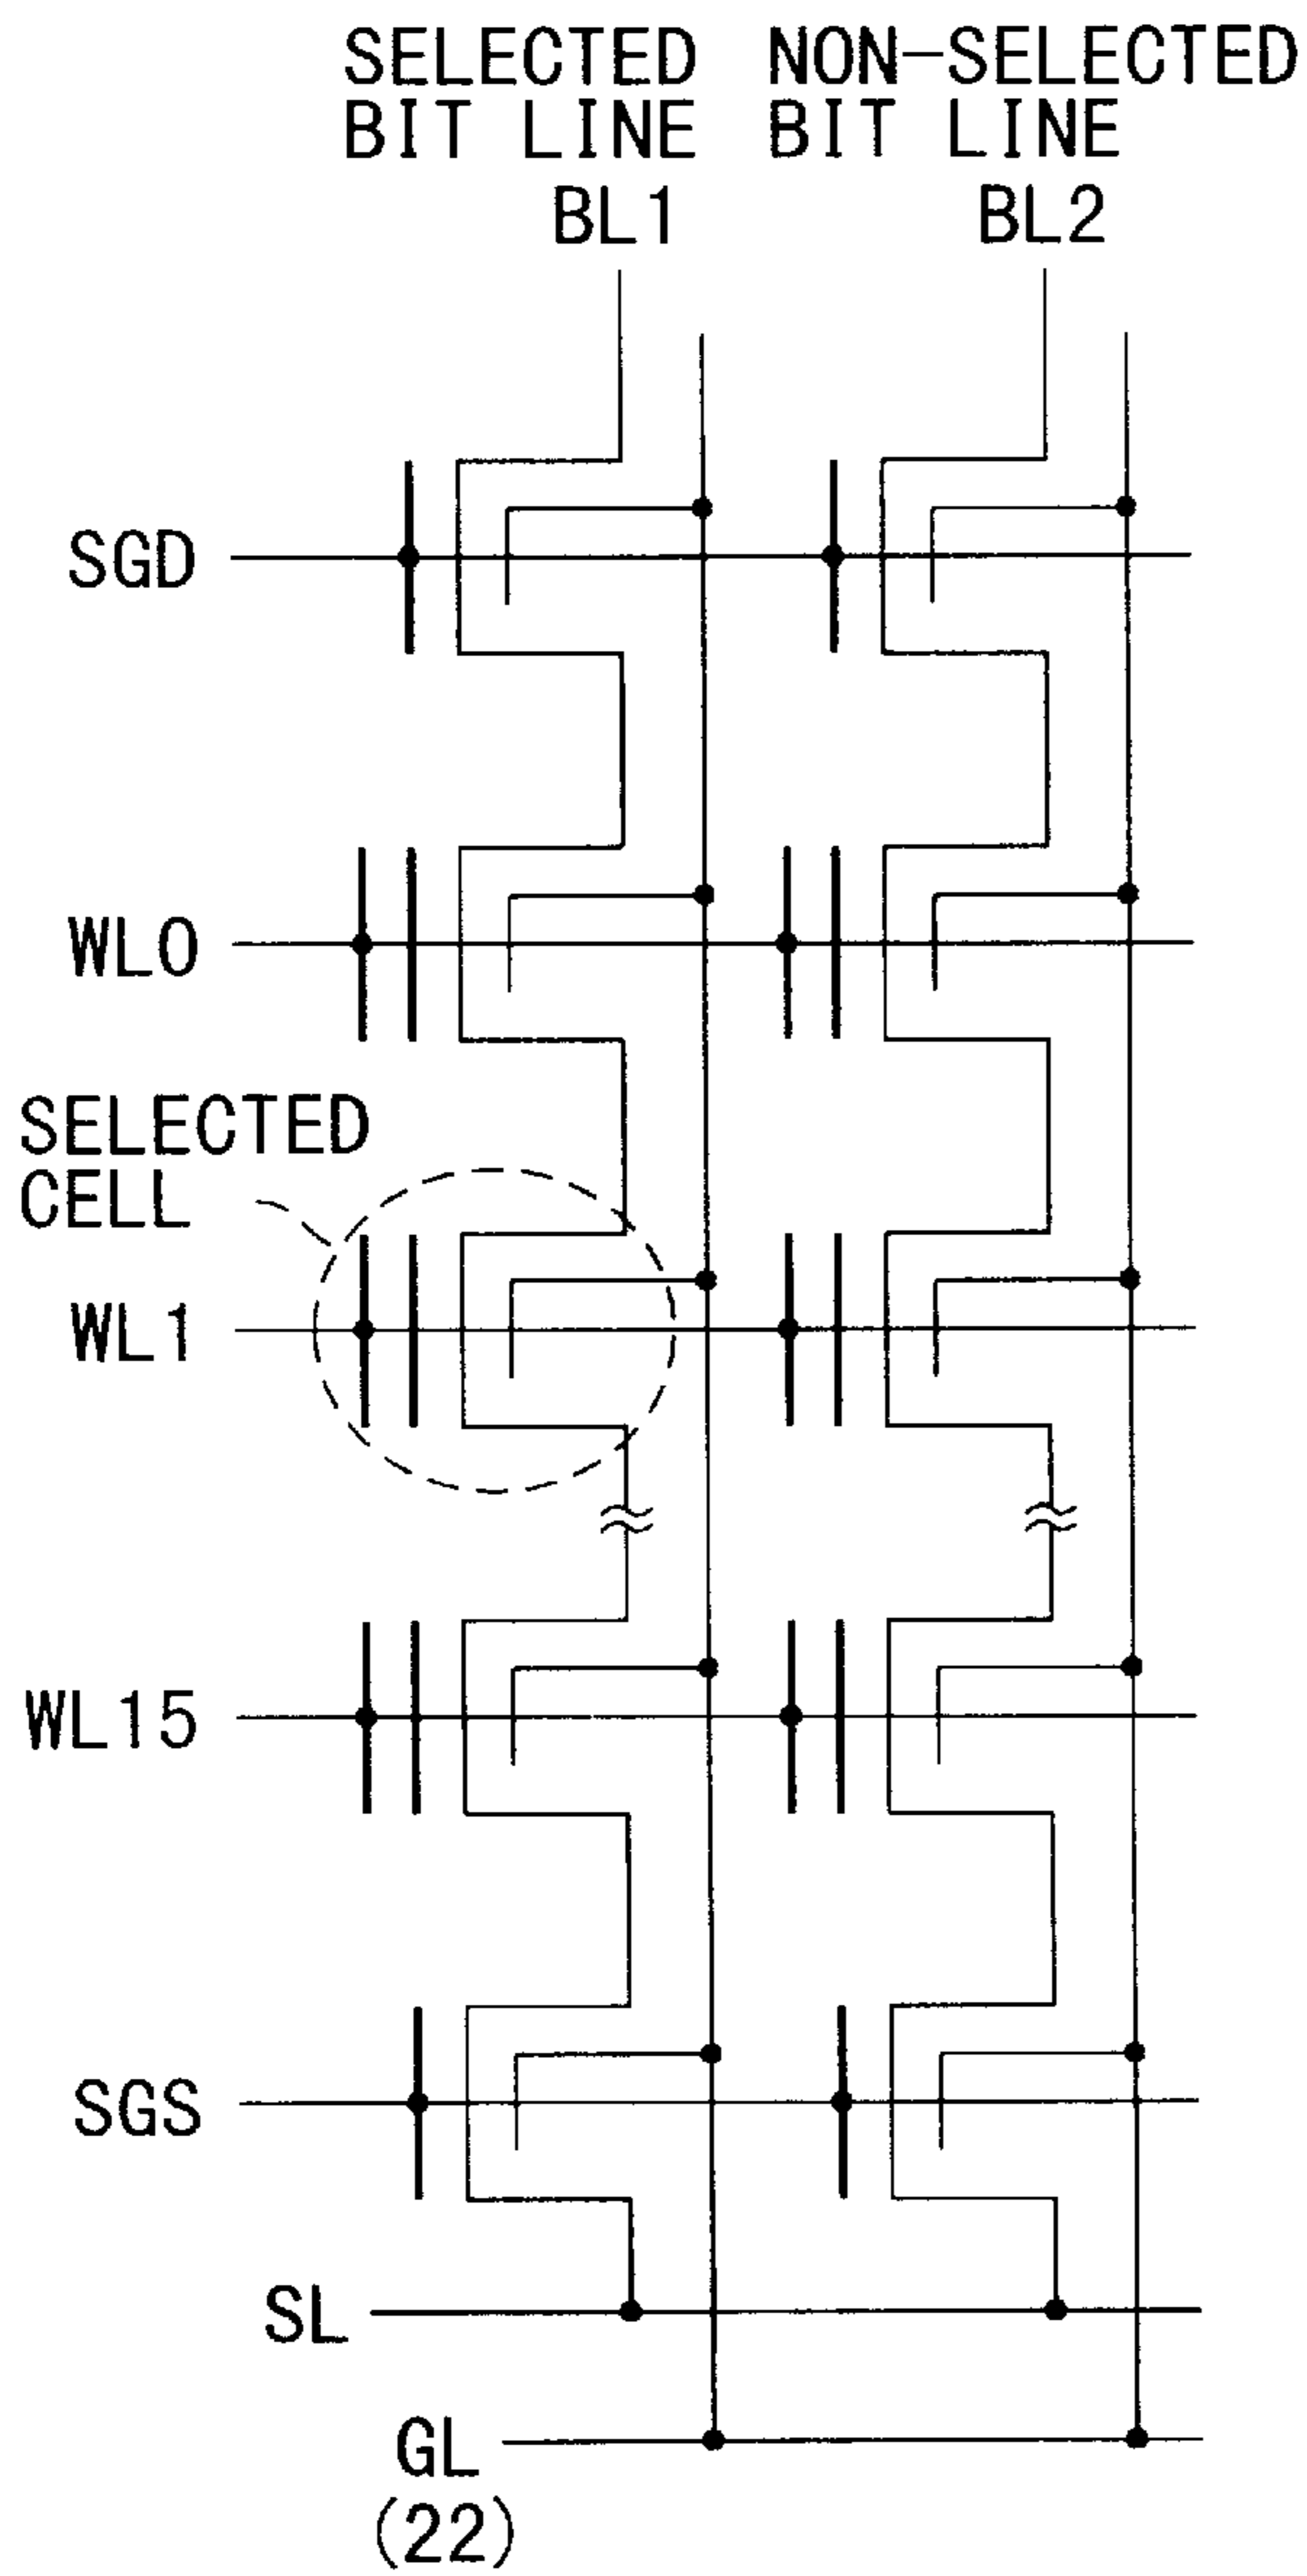 SELECTED NON-SELECTED
BIT LINE BIT LINE
BL1 BL2
SGD
WL0
SELECTED
CELL
WL1
WL15
SGS
SL
GL
(22)